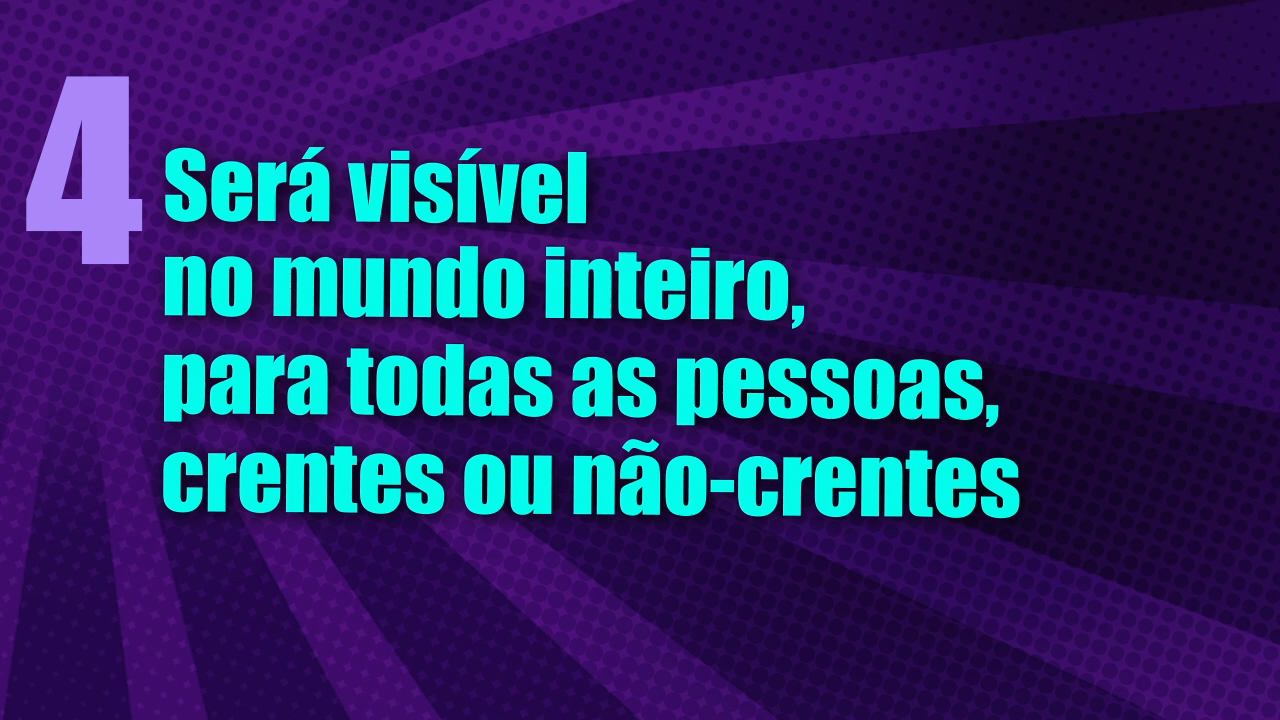 4
Será visível
no mundo inteiro,
para todas as pessoas,
crentes ou não-crentes